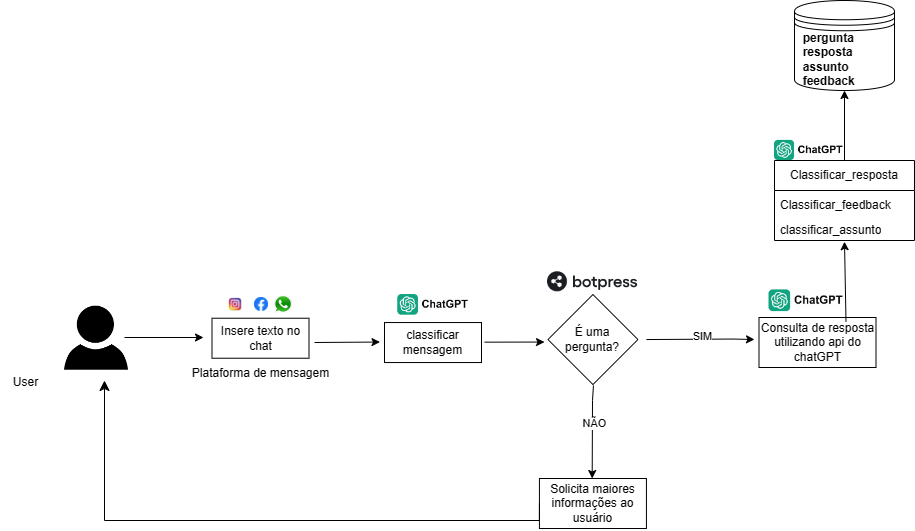 pergunta
resposta
assunto
feedback
ChatGPT
Classificar_resposta
Classificar_feedback
classificar_assunto
botpress
ChatGPT
ChatGPT
Insere texto no
chat
classificar
mensagem
É uma
pergunta?
SIM
Consulta de resposta
utilizando api do
chatGPT
Plataforma de mensagem
User
NÃO
Solicita maiores
informações ao
usuário